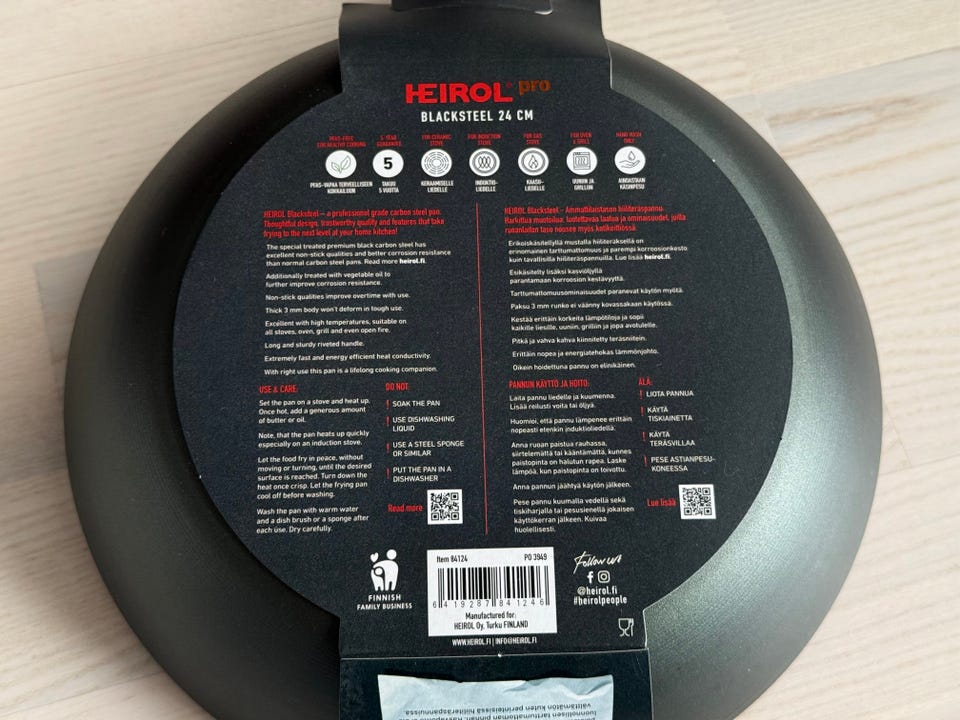 HEIROL pro
BLACKSTEEL 24 CM
PFAS-FREE
FOR HEALTHY COOKING
5 YEAR
GUARANTEE
FOR CERAMIC
STOVE
FOR INDUCTION
STOVE
FOR GAS
STOVE
FOR OVEN
& GRILL
HAND WASH
ONLY
5
PFAS-VAPAA TERVEELLISEEN
KOKKAILUUN
TAKUU
5 VUOTTA
KERAAMISELLE
LIEDELLE
INDUKTIO-
LIEDELLE
KAASU-
LIEDELLE
UUNIIN JA
GRILLIIN
AINOASTAAN
KÄSINPESU
HEIROL Blacksteel – a professional grade carbon steel pan.
Thoughtful design, trustworthy quality and features that take
frying to the next level at your home kitchen!
The special treated premium black carbon steel has
excellent non-stick qualities and better corrosion resistance
than normal carbon steel pans. Read more heirol.fi.
Additionally treated with vegetable oil to
further improve corrosion resistance.
Non-stick qualities improve overtime with use.
Thick 3 mm body won't deform in tough use.
Excellent with high temperatures, suitable on
all stoves, oven, grill and even open fire.
Long and sturdy riveted handle.
Extremely fast and energy efficient heat conductivity.
With right use this pan is a lifelong cooking companion.
USE & CARE:
Set the pan on a stove and heat up.
Once hot, add a generous amount
of butter or oil.
Note, that the pan heats up quickly
especially on an induction stove.
Let the food fry in peace, without
moving or turning, until the desired
surface is reached. Turn down the
heat once crisp. Let the frying pan
cool off before washing.
Wash the pan with warm water
and a dish brush or a sponge after
each use. Dry carefully.
DO NOT:
! SOAK THE PAN
! USE DISHWASHING
LIQUID
! USE A STEEL SPONGE
OR SIMILAR
! PUT THE PAN IN A
DISHWASHER
Read more
HEIROL Blacksteel – Ammattilaistason hiiliteräspannu.
Harkittua muotoilua, luotettavaa laatua ja ominaisuudet, joilla
ruoanlaiton taso nousee myös kotikeittiössä.
Erikoiskäsitellyllä mustalla hiiliteräksellä on
erinomainen tarttumattomuus ja parempi korroosionkesto
kuin tavallisilla hiiliteräspannuilla. Lue lisää heirol.fi.
Esikäsitelty lisäksi kasviöljyllä
parantamaan korroosion kestävyyttä.
Tarttumattomuusominaisuudet paranevat käytön myötä.
Paksu 3 mm runko ei väänny kovassakaan käytössä.
Kestää erittäin korkeita lämpötiloja ja sopii
kaikille liesille, uuniin, grilliin ja jopa avotulelle.
Pitkä ja vahva kahva kiinnitetty teräsniitein.
Erittäin nopea ja energiatehokas lämmönjohto.
Oikein hoidettuna pannu on elinikäinen.
PANNUN KÄYTTÖ JA HOITO:
Laita pannu liedelle ja kuumenna.
Lisää reilusti voita tai öljyä.
Huomioi, että pannu lämpenee erittäin
nopeasti etenkin induktioliedellä.
Anna ruoan paistua rauhassa,
siirtelemättä tai kääntämättä, kunnes
paistopinta on halutun rapea. Laske
lämpöä, kun paistopinta on toivottu.
Anna pannun jäähtyä käytön jälkeen.
Pese pannu kuumalla vedellä sekä
tiskiharjalla tai pesusienellä jokaisen
käyttökerran jälkeen. Kuivaa
huolellisesti.
ÄLÄ:
! LIOTA PANNUA
! KÄYTÄ
TISKIAINETTA
! KÄYTÄ
TERÄSVILLAA
! PESE ASTIANPESU-
KONEESSA
Lue lisää
FINNISH
FAMILY BUSINESS
Item 84124 PO 3949
6 419287 841246
Manufactured for:
HEIROL Oy, Turku FINLAND
WWW.HEIROL.FI | INFO@HEIROL.FI
Follow us
@heirol.fi
#heirolpeople
välttämätön kuten perinteisissä hiiliteräspannuissa